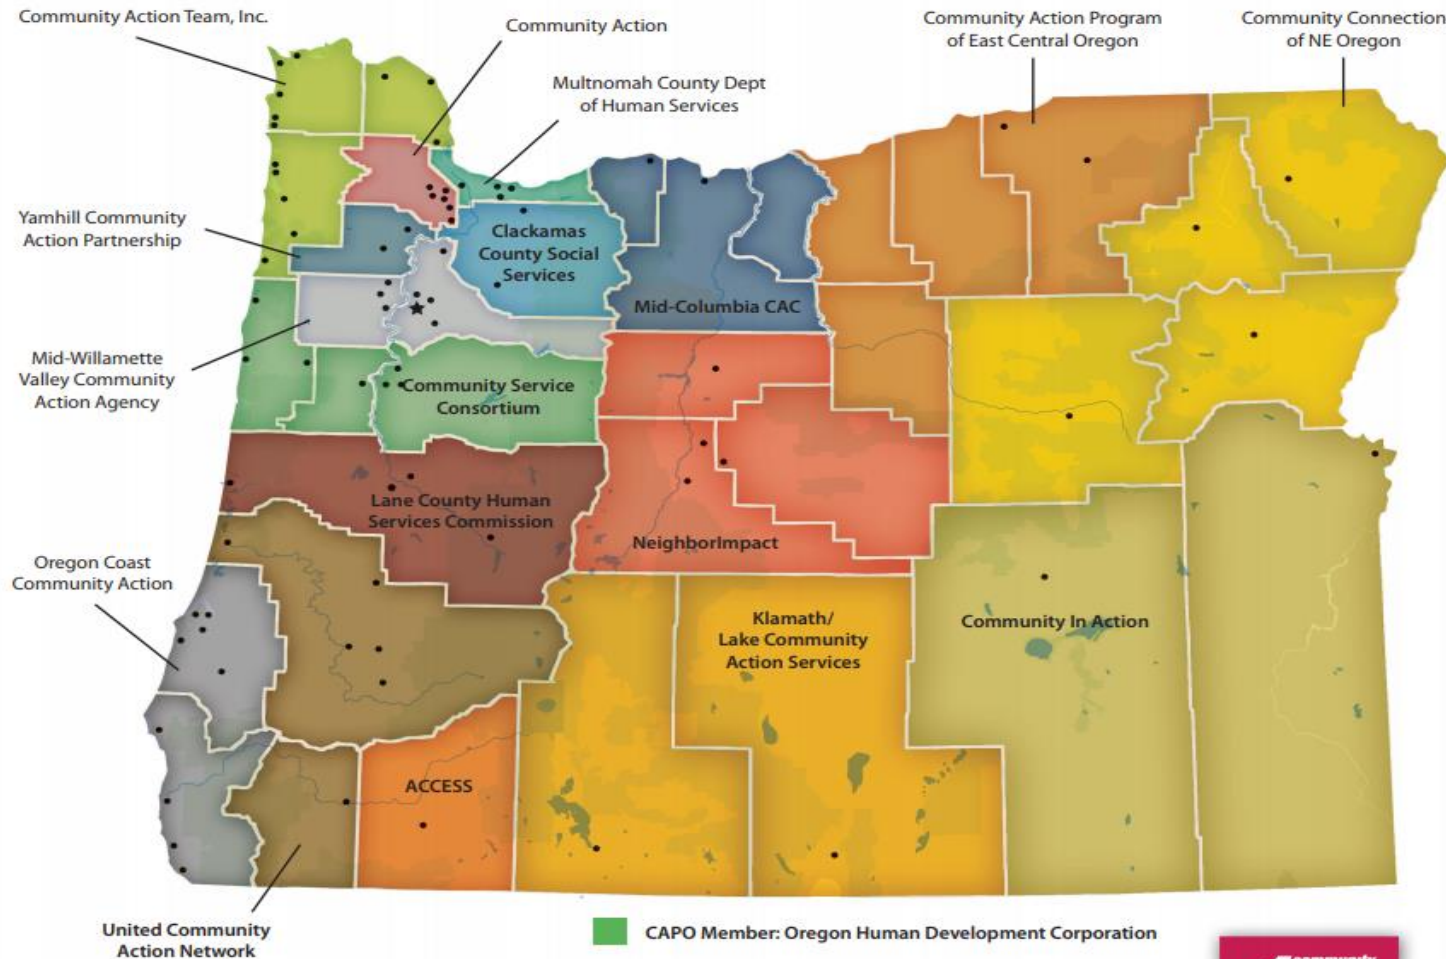 Community Action Team, Inc.
Community Action
Community Action Program
of East Central Oregon
Community Connection
of NE Oregon
Multnomah County Dept
of Human Services
Yamhill Community
Action Partnership
Clackamas
County Social
Services
Mid-Columbia CAC
Mid-Willamette
Valley Community
Action Agency
Community Service
Consortium
Lane County Human
Services Commission
NeighborImpact
Oregon Coast
Community Action
Klamath/
Lake Community
Action Services
Community In Action
ACCESS
United Community
Action Network
CAPO Member: Oregon Human Development Corporation